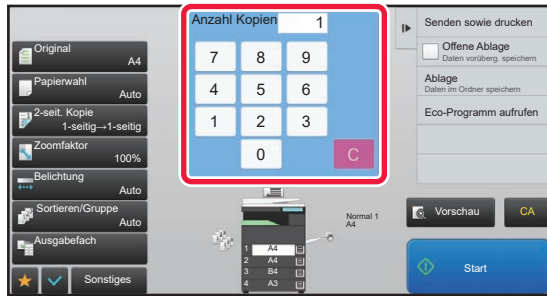 Original
A4
Papierwahl
Auto
2-seit. Kopie
1-seitig→1-seitig
Zoomfaktor
100%
Belichtung
Auto
Sortieren/Gruppe
Auto
Ausgabefach
Sonstiges
Anzahl Kopien 1
7 8 9
4 5 6
1 2 3
0 C
Normal 1
A4
1 A4
2 A4
3 B4
4 A3
Senden sowie drucken
Offene Ablage
Daten vorüberg. speichern
Ablage
Daten im Ordner speichern
Eco-Programm aufrufen
Vorschau CA
Start